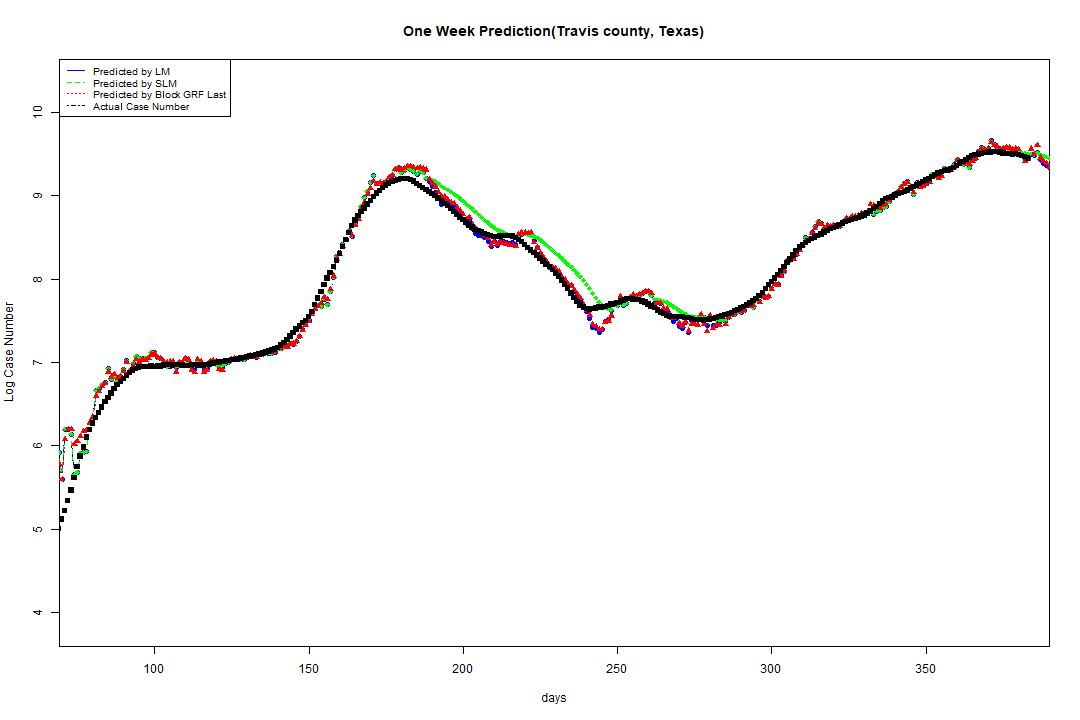 One Week Prediction(Travis county, Texas)
Predicted by LM
Predicted by SLM
Predicted by Block GRF Last
Actual Case Number
10
9
8
7
6
5
4
Log Case Number
100 150 200 250 300 350
days